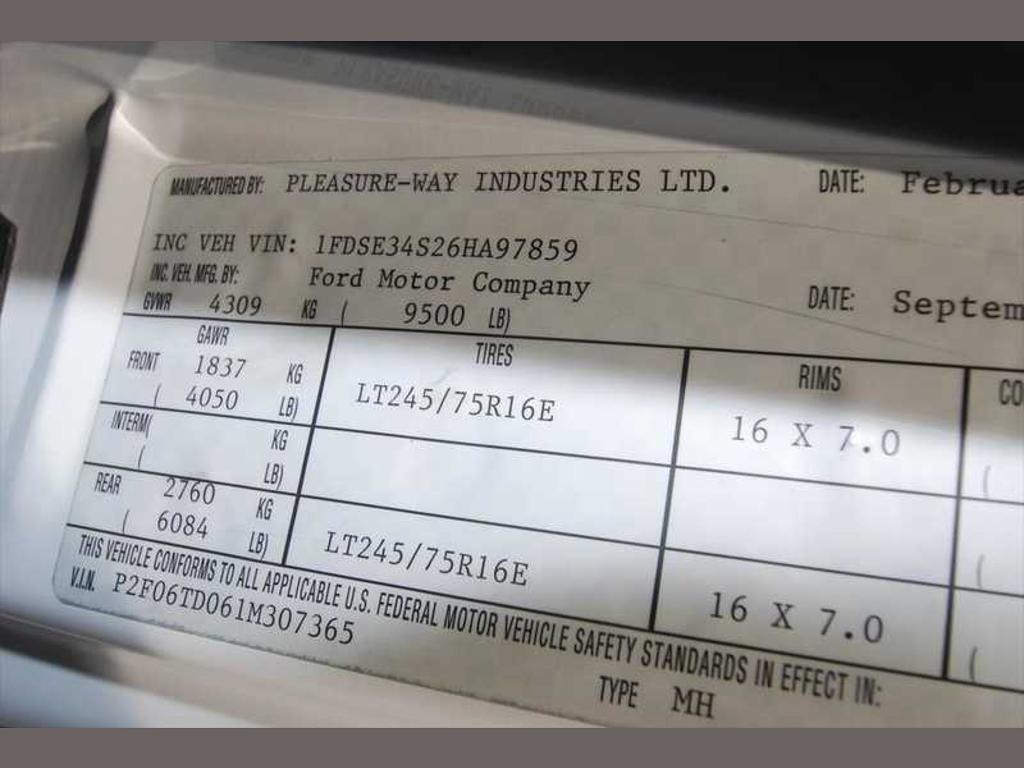 MANUFACTURED BY: PLEASURE-WAY INDUSTRIES LTD. DATE: Februa
INC VEH VIN: 1FDSE34S26HA97859
INC. VEH. MFG. BY: Ford Motor Company DATE: Septem
GVWR 4309 KG ( 9500 LB)
GAWR TIRES RIMS CO
FRONT 1837 KG
( 4050 LB) LT245/75R16E 16 X 7.0 (
INTERM( KG
( LB) (
REAR 2760 KG
( 6084 LB) LT245/75R16E 16 X 7.0 (
THIS VEHICLE CONFORMS TO ALL APPLICABLE U.S. FEDERAL MOTOR VEHICLE SAFETY STANDARDS IN EFFECT IN:
V.I.N. P2F06TD061M307365 TYPE MH